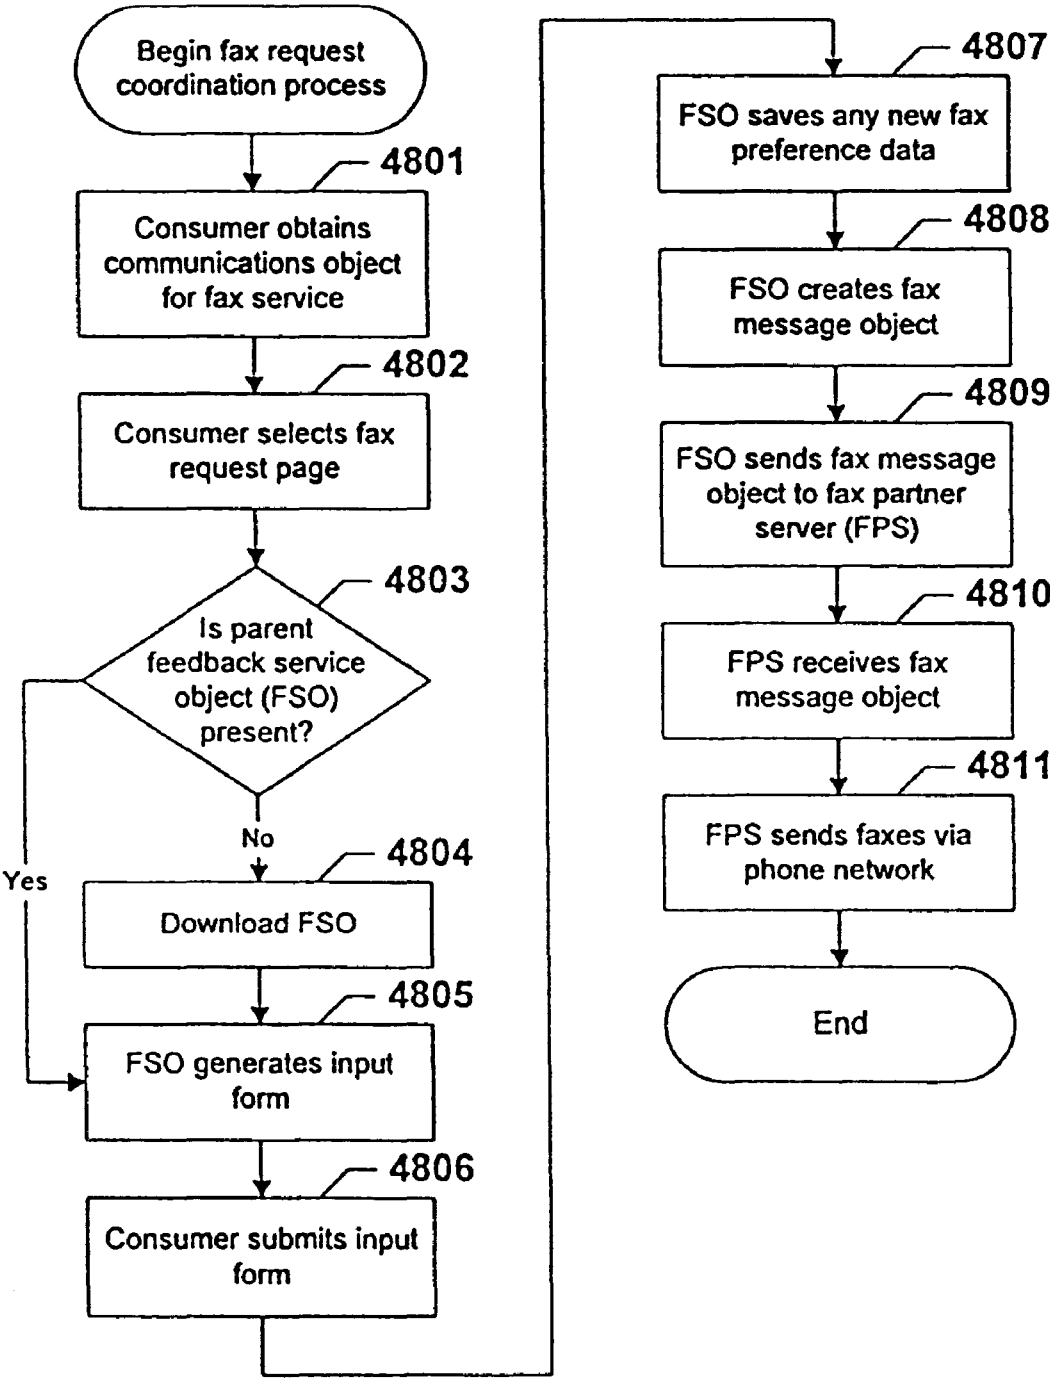 Begin fax request
coordination process
4801
Consumer obtains
communications object
for fax service
4802
Consumer selects fax
request page
4803
Is parent
feedback service
object (FSO)
present?
No
Yes
4804
Download FSO
4805
FSO generates input
form
4806
Consumer submits input
form
4807
FSO saves any new fax
preference data
4808
FSO creates fax
message object
4809
FSO sends fax message
object to fax partner
server (FPS)
4810
FPS receives fax
message object
4811
FPS sends faxes via
phone network
End